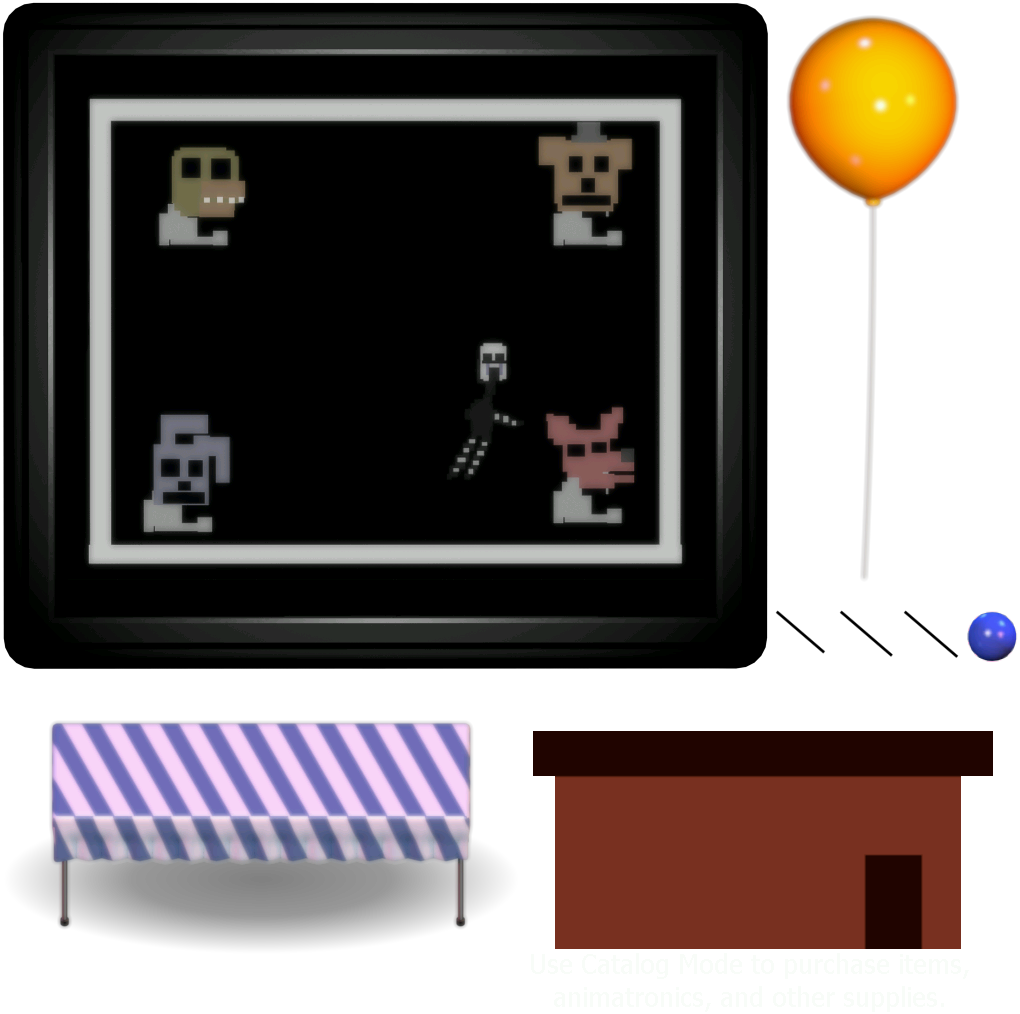 Use Catalog Mode to purchase items,
animatronics, and other supplies.